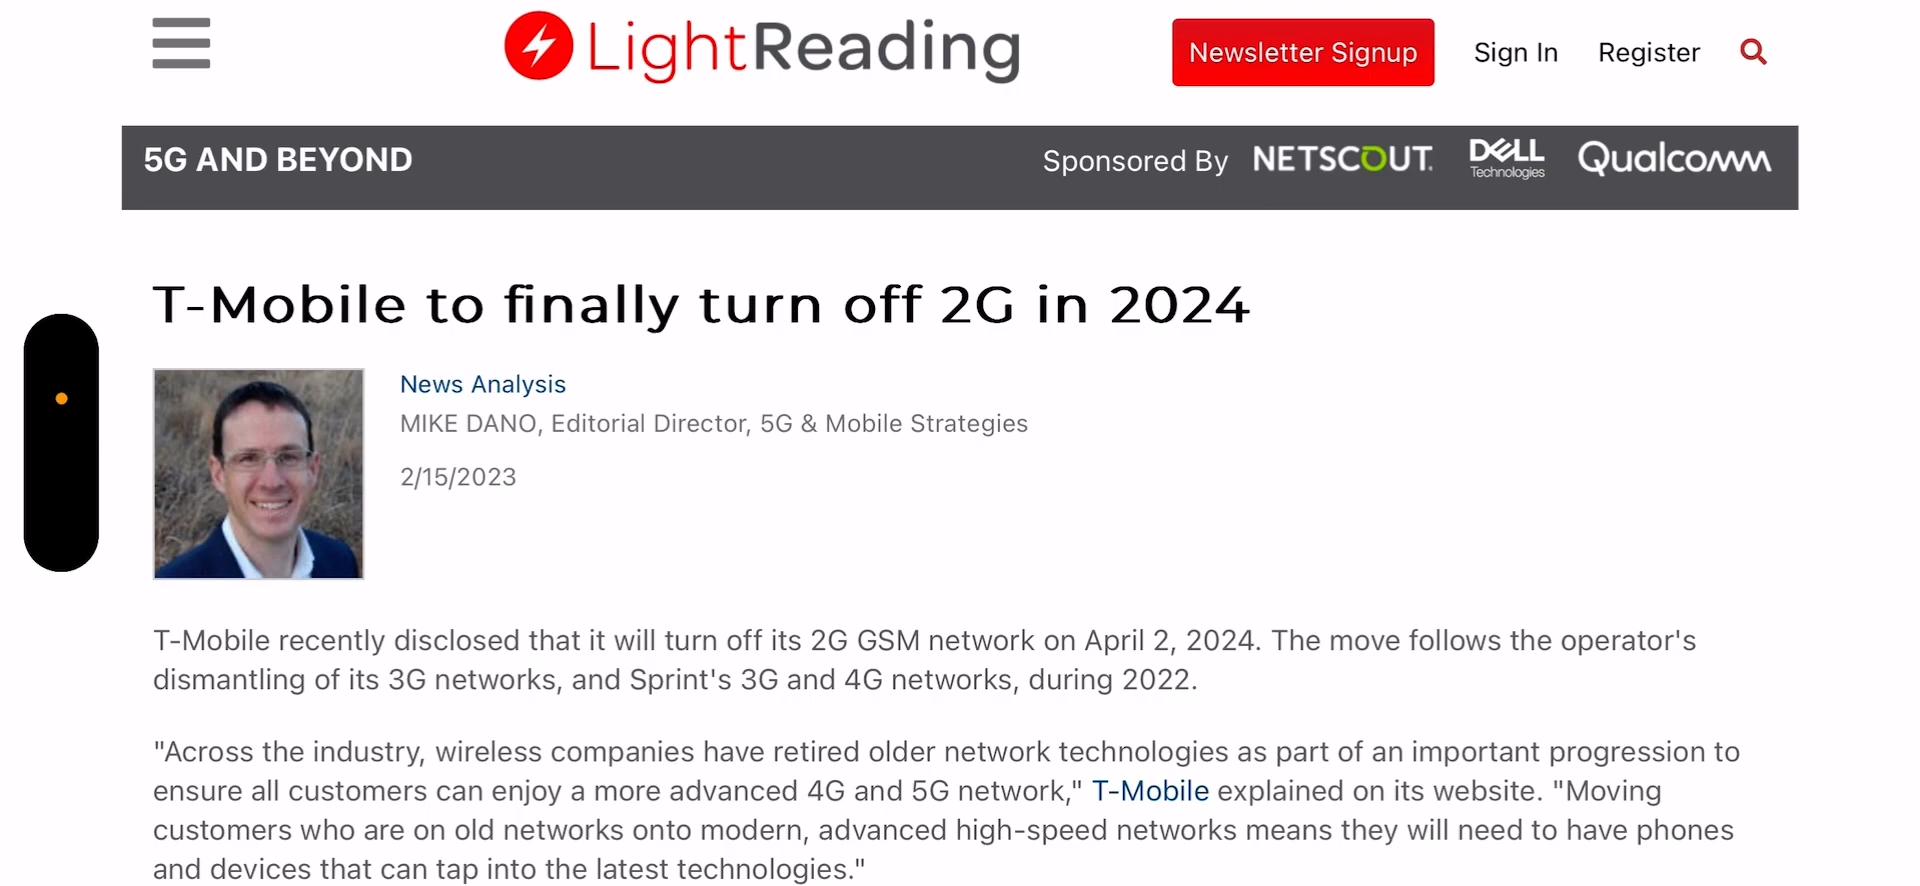 LightReading
Newsletter Signup
Sign In
Register
5G AND BEYOND
Sponsored By
NETSCOUT.
DELL
Technologies
Qualcomm
T-Mobile to finally turn off 2G in 2024
News Analysis
MIKE DANO, Editorial Director, 5G & Mobile Strategies
2/15/2023
T-Mobile recently disclosed that it will turn off its 2G GSM network on April 2, 2024. The move follows the operator's
dismantling of its 3G networks, and Sprint's 3G and 4G networks, during 2022.
"Across the industry, wireless companies have retired older network technologies as part of an important progression to
ensure all customers can enjoy a more advanced 4G and 5G network," T-Mobile explained on its website. "Moving
customers who are on old networks onto modern, advanced high-speed networks means they will need to have phones
and devices that can tap into the latest technologies."